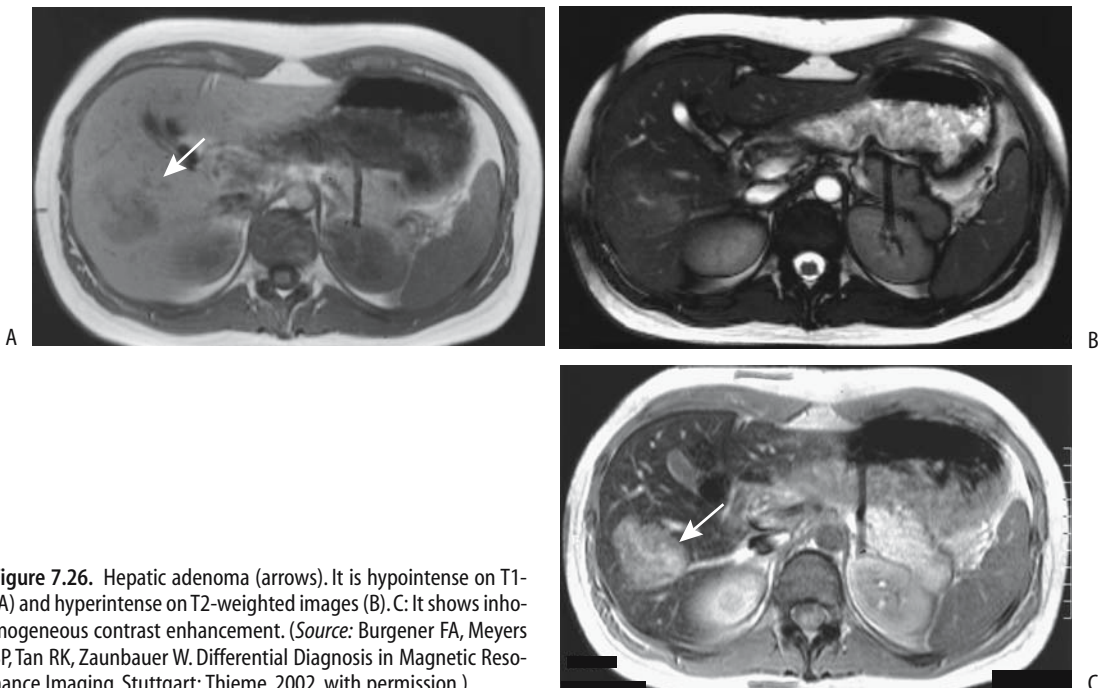 A
B
C
igure 7.26. Hepatic adenoma (arrows). It is hypointense on T1-
A) and hyperintense on T2-weighted images (B). C: It shows inho-
mogeneous contrast enhancement. (Source: Burgener FA, Meyers
P, Tan RK, Zaunbauer W. Differential Diagnosis in Magnetic Reso-
ance Imaging. Stuttgart: Thieme, 2002, with permission.)